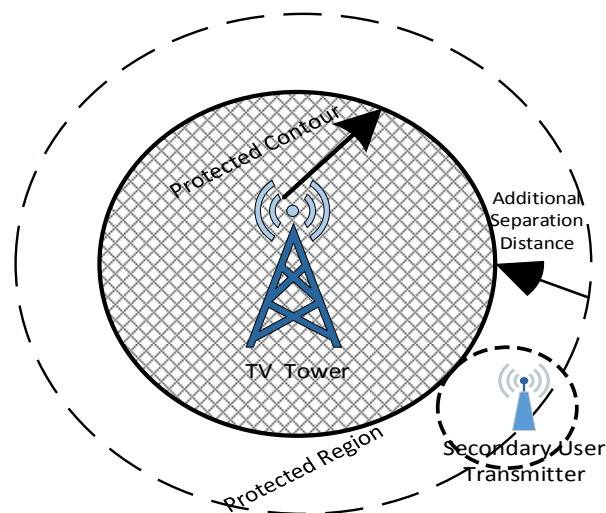 Protected Contour
Additional
Separation
Distance
TV Tower
Protected Region
Secondary User
Transmitter